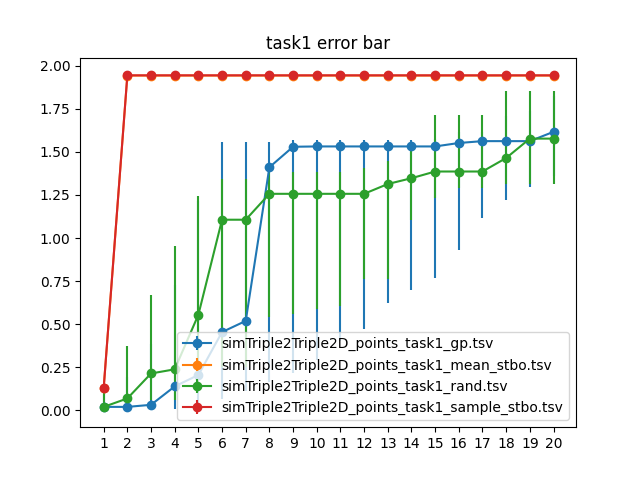 task1 error bar
2.00
1.75
1.50
1.25
1.00
0.75
0.50
0.25
0.00
simTriple2Triple2D_points_task1_gp.tsv
simTriple2Triple2D_points_task1_mean_stbo.tsv
simTriple2Triple2D_points_task1_rand.tsv
simTriple2Triple2D_points_task1_sample_stbo.tsv
1 2 3 4 5 6 7 8 9 10 11 12 13 14 15 16 17 18 19 20